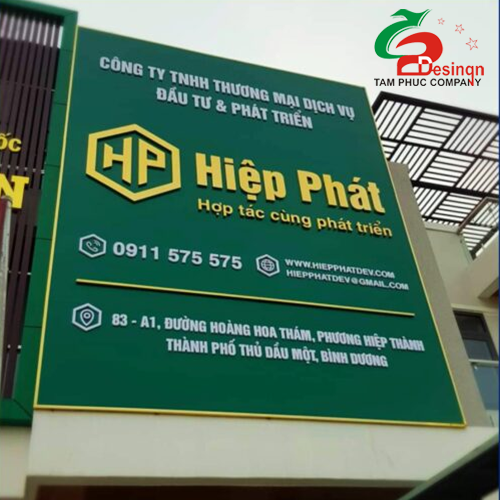 Desinqn
TAM PHUC COMPANY
CÔNG TY TNHH THƯƠNG MẠI DỊCH VỤ
ĐẦU TƯ & PHÁT TRIỂN
HP Hiệp Phát
Hợp tác cùng phát triển
0911 575 575
WWW.HIEPPHATDEV.COM
HIEPPHATDEV@GMAIL.COM
83 - A1, ĐƯỜNG HOÀNG HOA THÁM, PHƯỜNG HIỆP THÀNH
THÀNH PHỐ THỦ DẦU MỘT, BÌNH DƯƠNG
ỐC
N